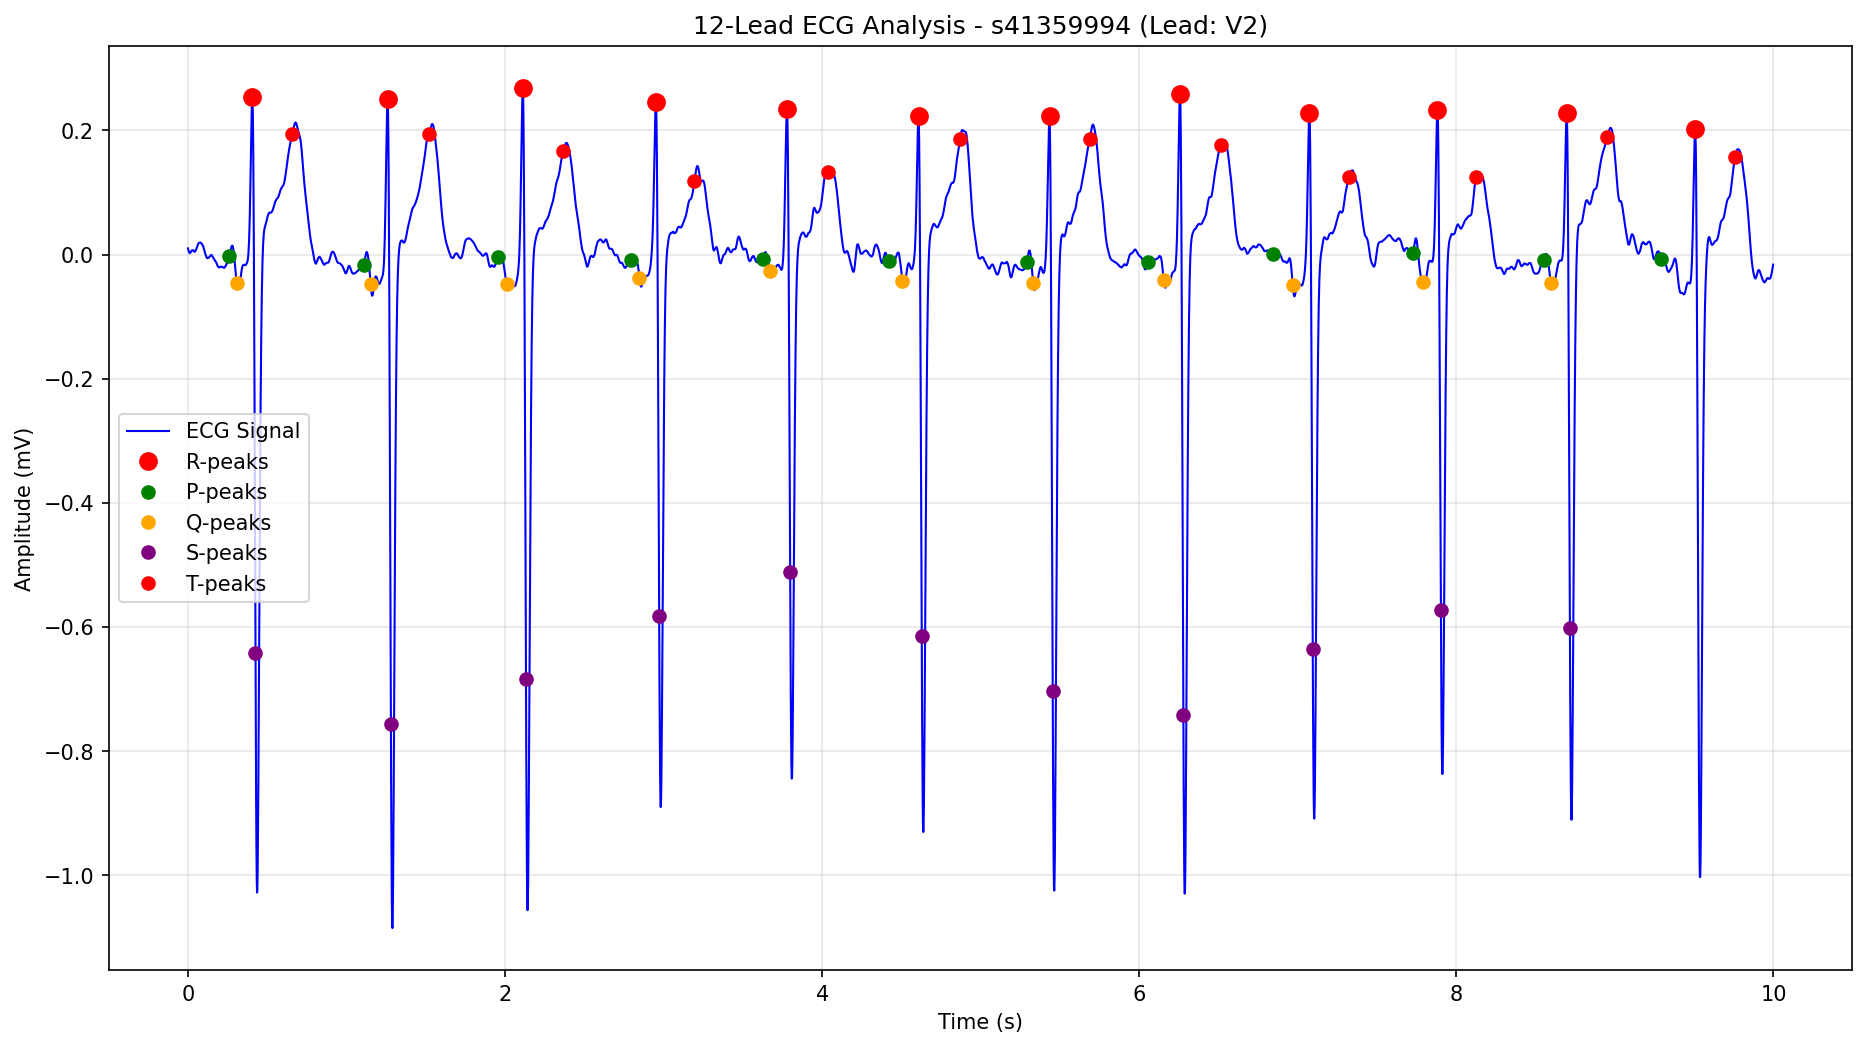 12-Lead ECG Analysis - s41359994 (Lead: V2)
Amplitude (mV)
0.2
0.0
−0.2
−0.4
−0.6
−0.8
−1.0
ECG Signal
R-peaks
P-peaks
Q-peaks
S-peaks
T-peaks
0 2 4 6 8 10
Time (s)